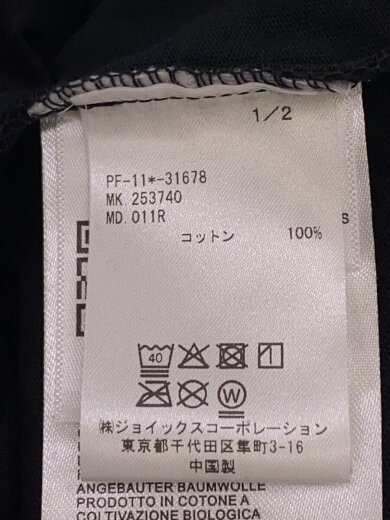 1/2
PF-11*-31678
MK.253740
MD.011R
コットン 100%
S
40
W
㈱ジョイックスコーポレーション
東京都千代田区隼町3-16
中国製
ANGEBAUTER BAUMWOLLE
PRODOTTO IN COTONE A
COLTIVAZIONE BIOLOGICA